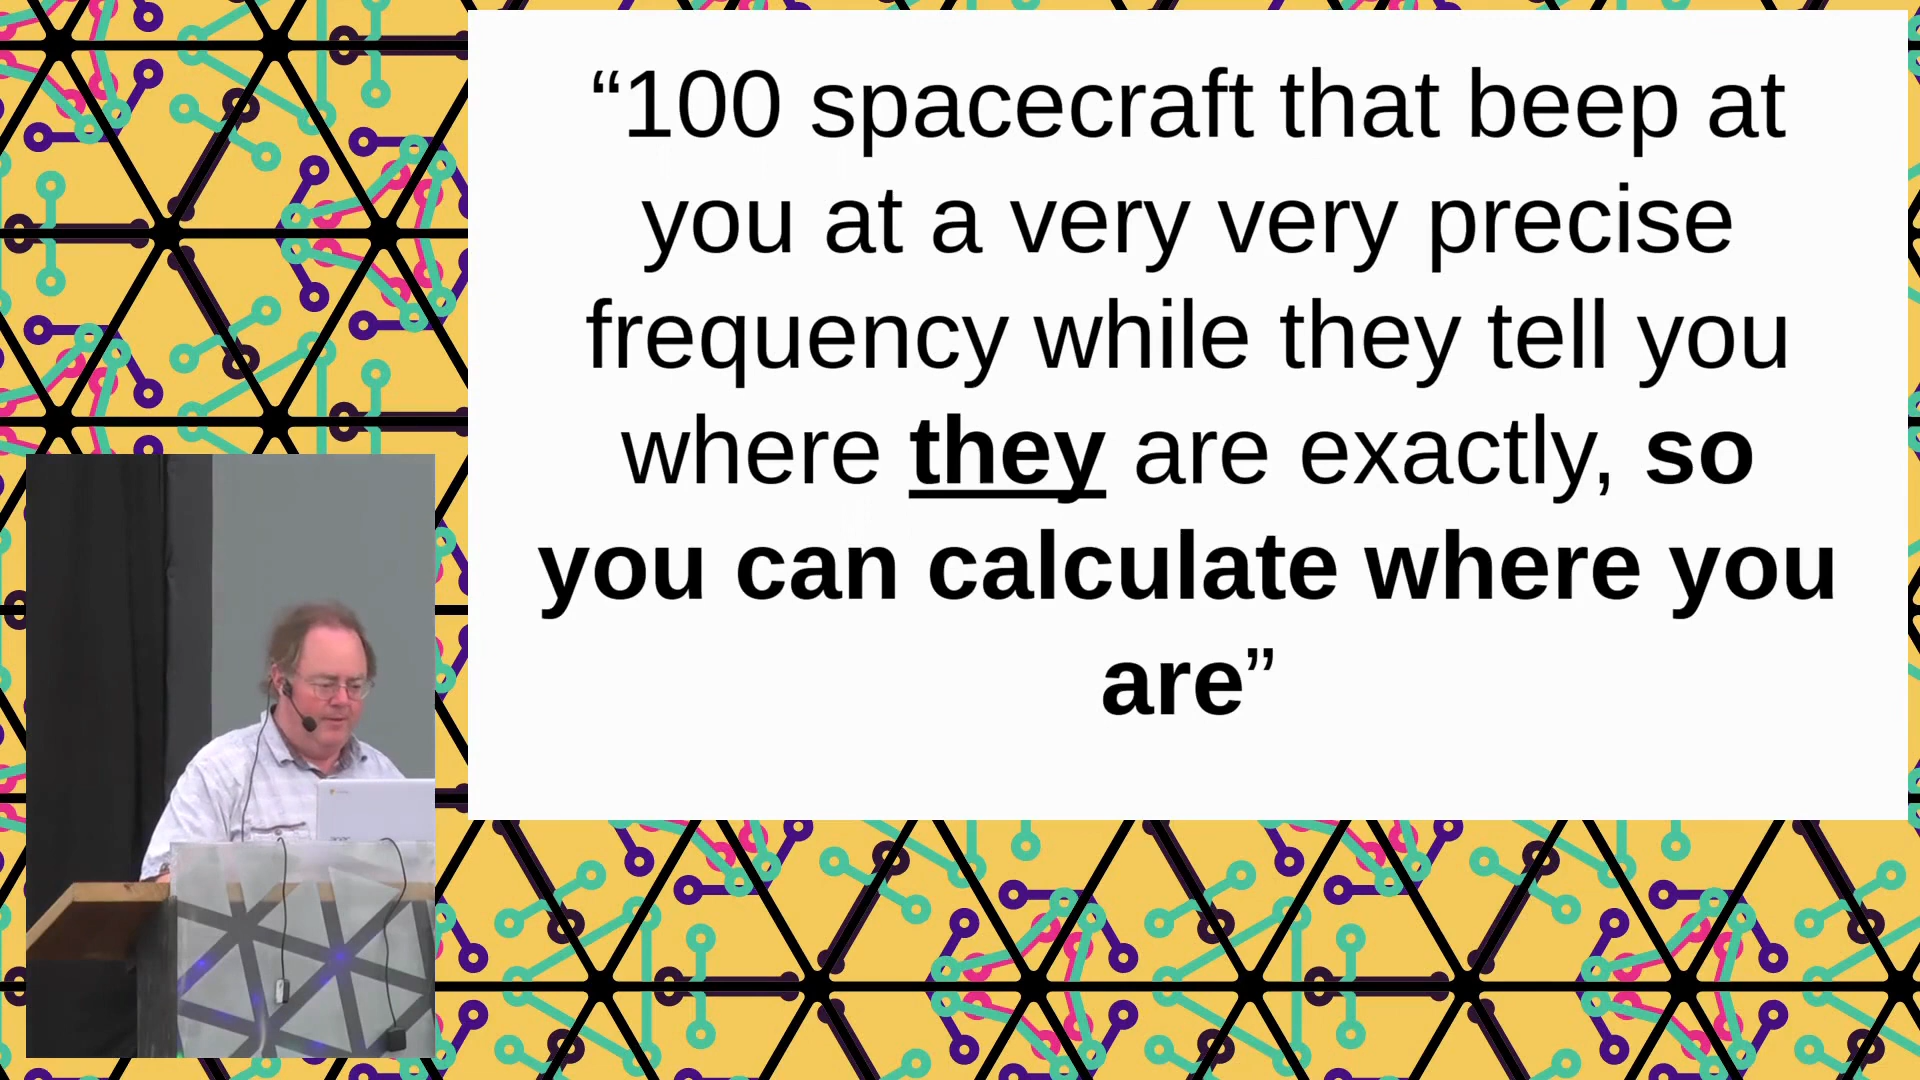 “100 spacecraft that beep at
you at a very very precise
frequency while they tell you
where they are exactly, so
you can calculate where you
are”